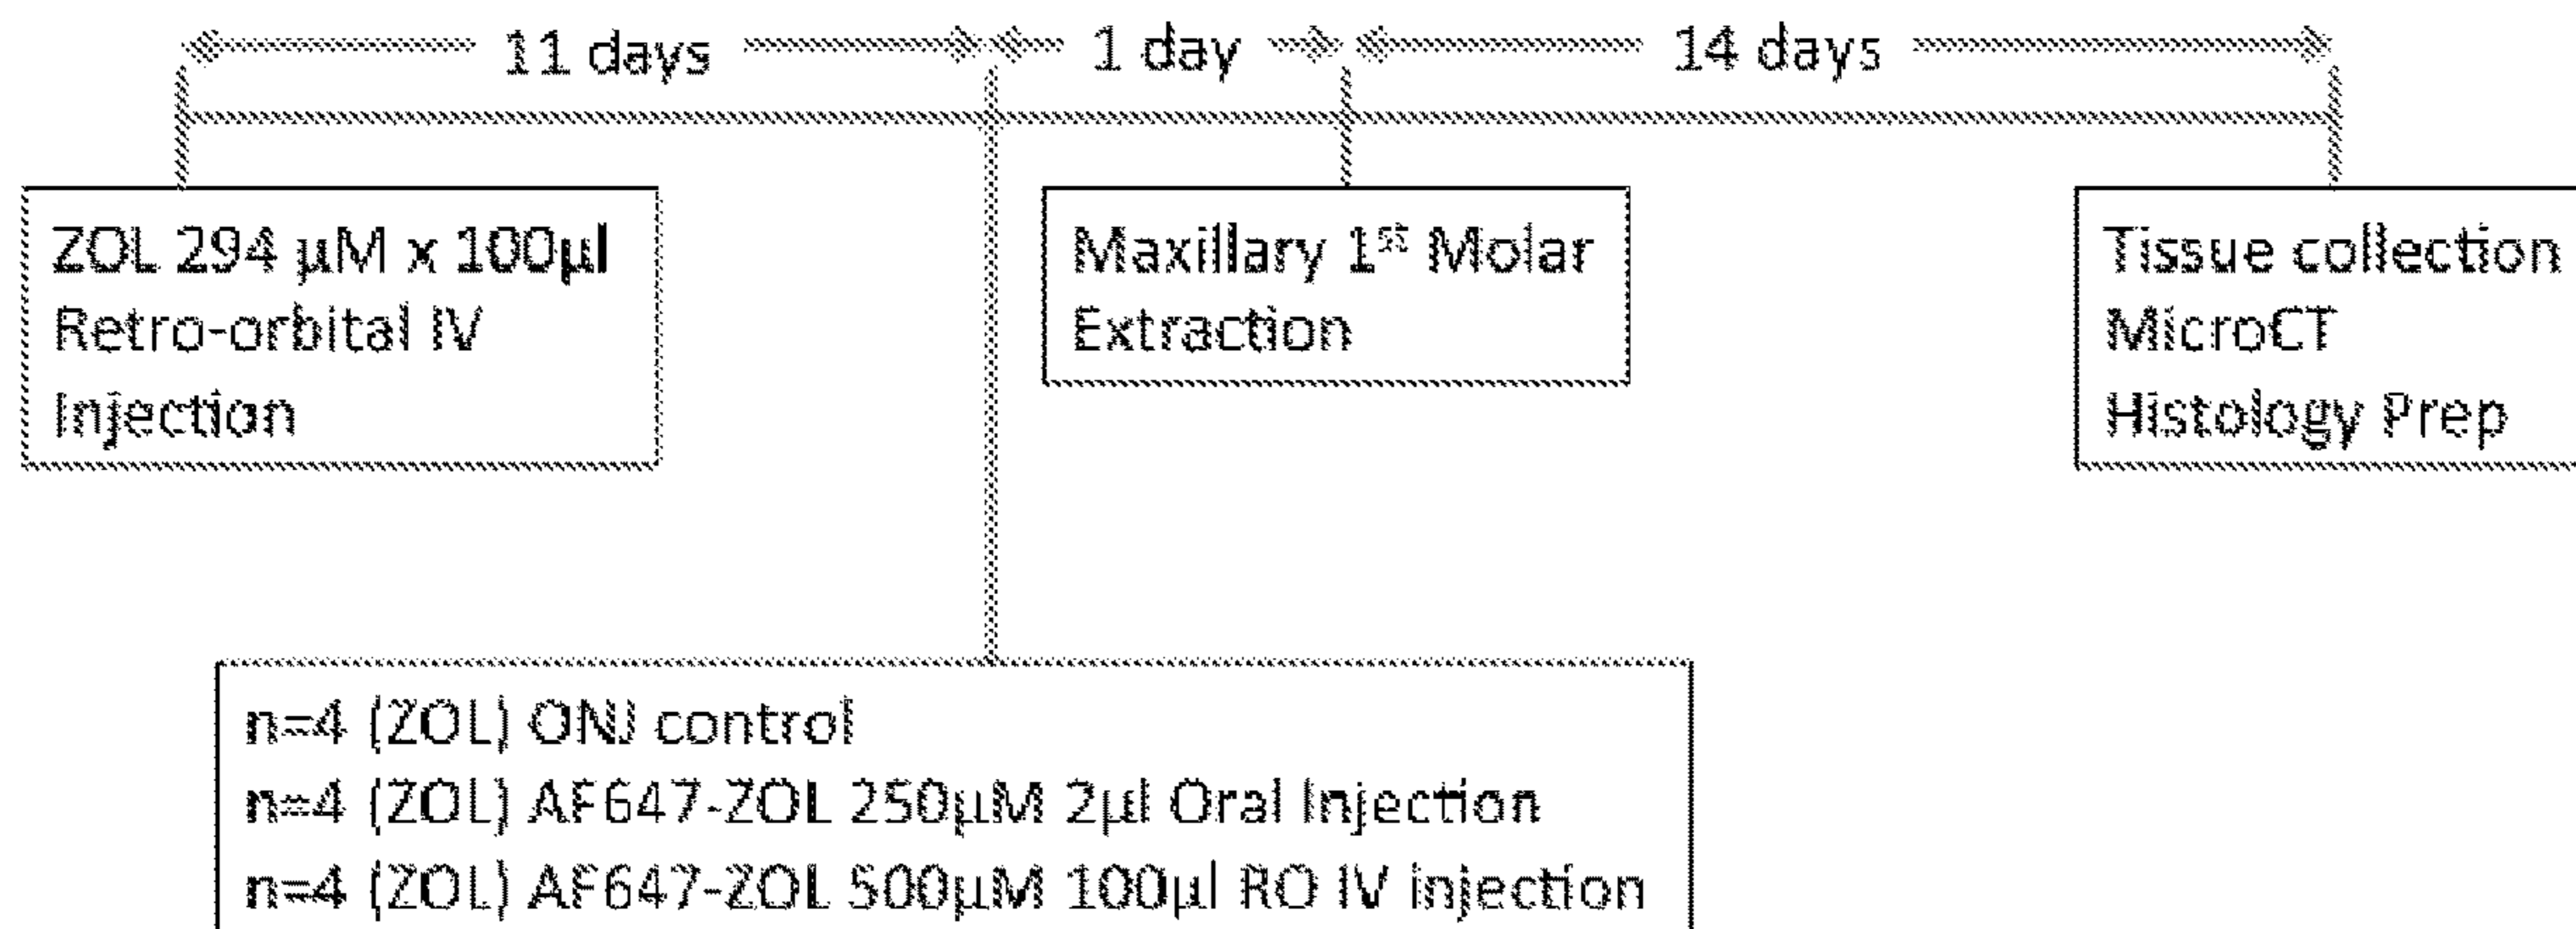 11 days 1 day 14 days
ZOL 294 µM x 100µl
Retro-orbital IV
Injection
Maxillary 1st Molar
Extraction
Tissue collection
MicroCT
Histology Prep
n=4 (ZOL) ONJ control
n=4 (ZOL) AF647-ZOL 250µM 2µl Oral Injection
n=4 (ZOL) AF647-ZOL 500µM 100µl RO IV injection